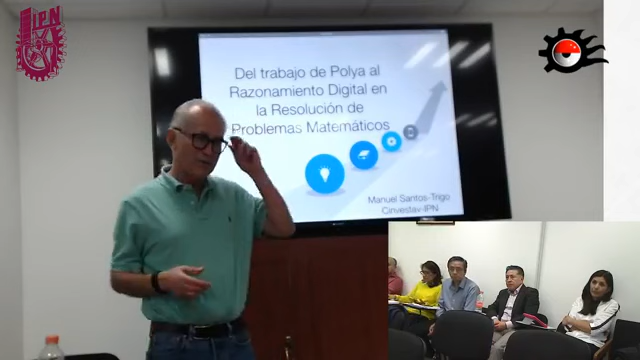 IPN
Del trabajo de Polya al
Razonamiento Digital en
la Resolución de
Problemas Matemáticos
Manuel Santos-Trigo
Cinvestav-IPN